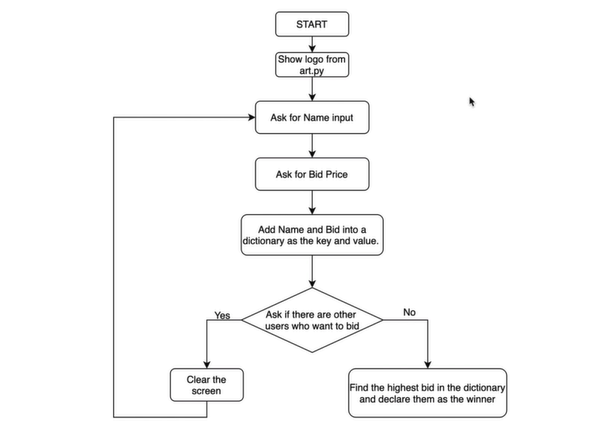 START
Show logo from
art.py
Ask for Name input
Ask for Bid Price
Add Name and Bid into a
dictionary as the key and value.
Ask if there are other
users who want to bid
Yes
No
Clear the
screen
Find the highest bid in the dictionary
and declare them as the winner